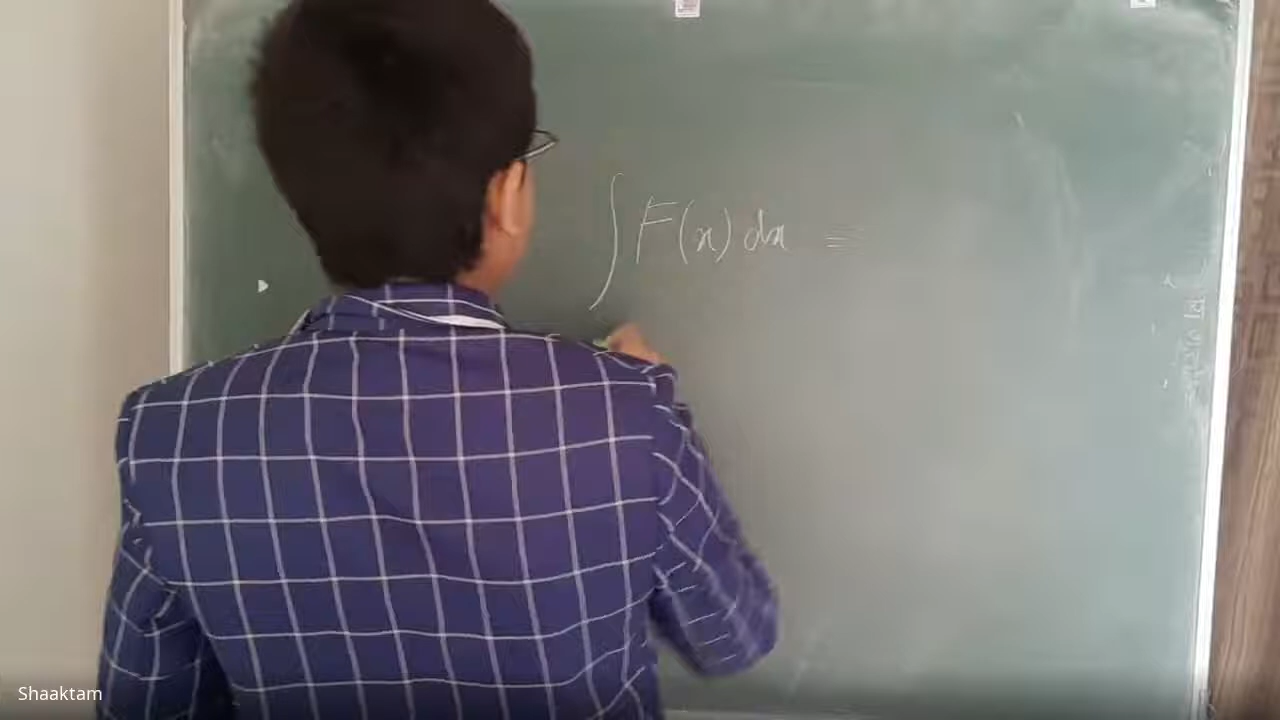 ∫ F(x) dx =
Shaaktam